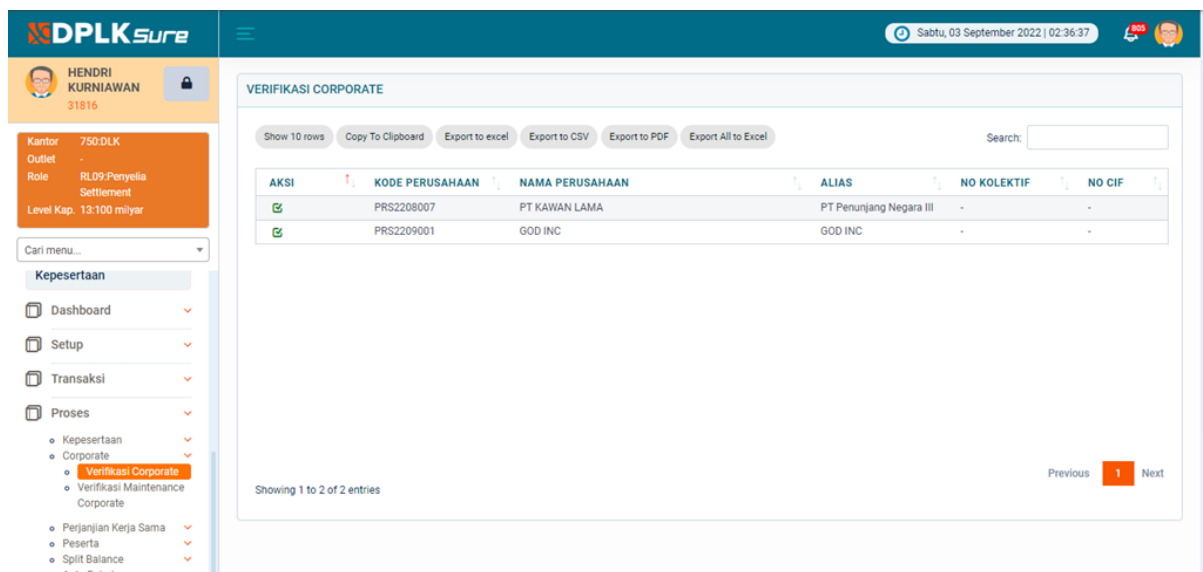 DPLKsure
Sabtu, 03 September 2022 | 02:36:37
805
HENDRI
KURNIAWAN
31816
Kantor 750:DLK
Outlet -
Role RL09:Penyelia
Settlement
Level Kap. 13:100 milyar
Cari menu...
Kepesertaan
Dashboard
Setup
Transaksi
Proses
Kepesertaan
Corporate
Verifikasi Corporate
Verifikasi Maintenance
Corporate
Perjanjian Kerja Sama
Peserta
Split Balance
VERIFIKASI CORPORATE
Show 10 rows Copy To Clipboard Export to excel Export to CSV Export to PDF Export All to Excel Search:
AKSI KODE PERUSAHAAN NAMA PERUSAHAAN ALIAS NO KOLEKTIF NO CIF
PRS2208007 PT KAWAN LAMA PT Penunjang Negara III - -
PRS2209001 GOD INC GOD INC - -
Previous 1 Next
Showing 1 to 2 of 2 entries